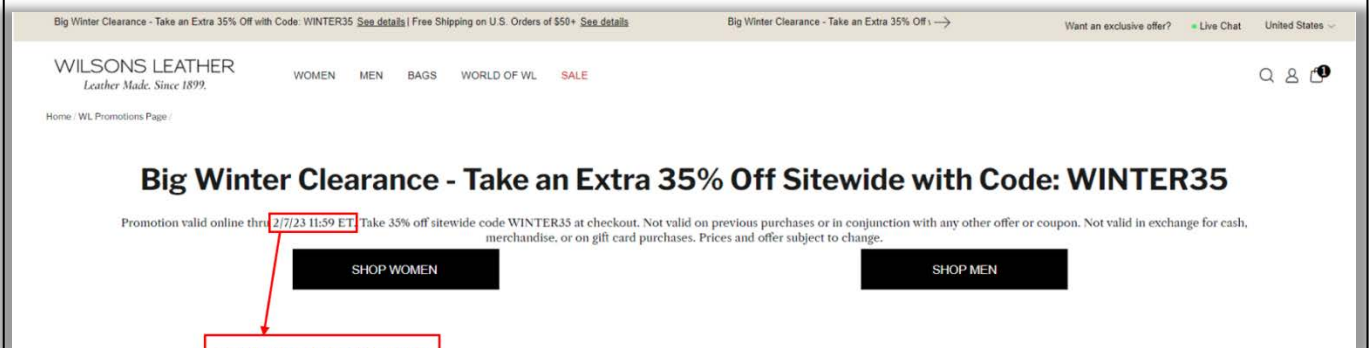 Big Winter Clearance - Take an Extra 35% Off with Code: WINTER35 See details | Free Shipping on U.S. Orders of $50+ See details
Big Winter Clearance - Take an Extra 35% Off
Want an exclusive offer?
Live Chat
United States
WILSONS LEATHER
Leather Made. Since 1899.
WOMEN
MEN
BAGS
WORLD OF WL
SALE
1
Home / WL Promotions Page /
Big Winter Clearance - Take an Extra 35% Off Sitewide with Code: WINTER35
Promotion valid online thru 2/7/23 11:59 ET. Take 35% off sitewide code WINTER35 at checkout. Not valid on previous purchases or in conjunction with any other offer or coupon. Not valid in exchange for cash,
merchandise, or on gift card purchases. Prices and offer subject to change.
SHOP WOMEN
SHOP MEN